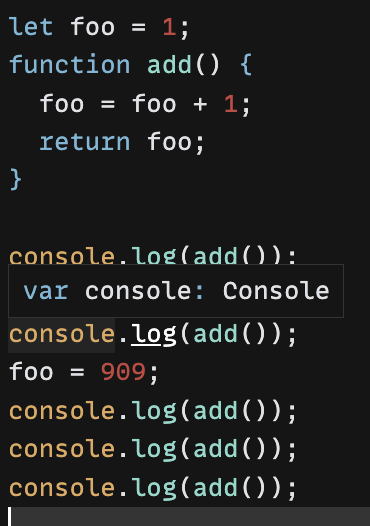 let foo = 1;
function add() {
  foo = foo + 1;
  return foo;
}
console.log(add());
var console: Console
console.log(add());
foo = 909;
console.log(add());
console.log(add());
console.log(add());